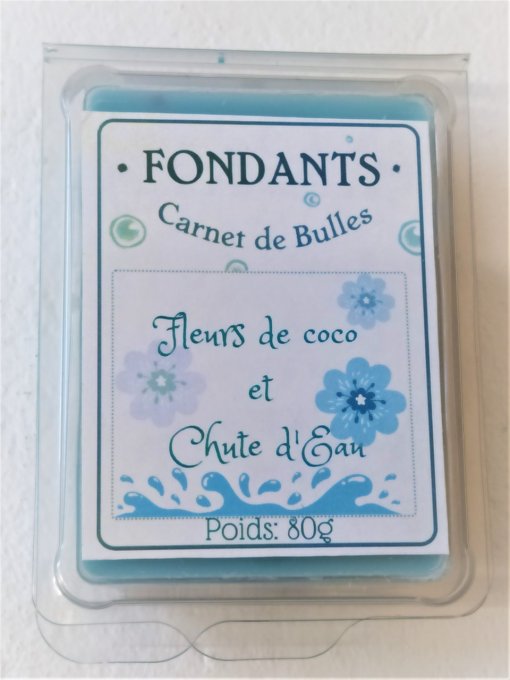 • FONDANTS •
Carnet de Bulles
Fleurs de coco
et
Chute d'Eau
Poids: 80g